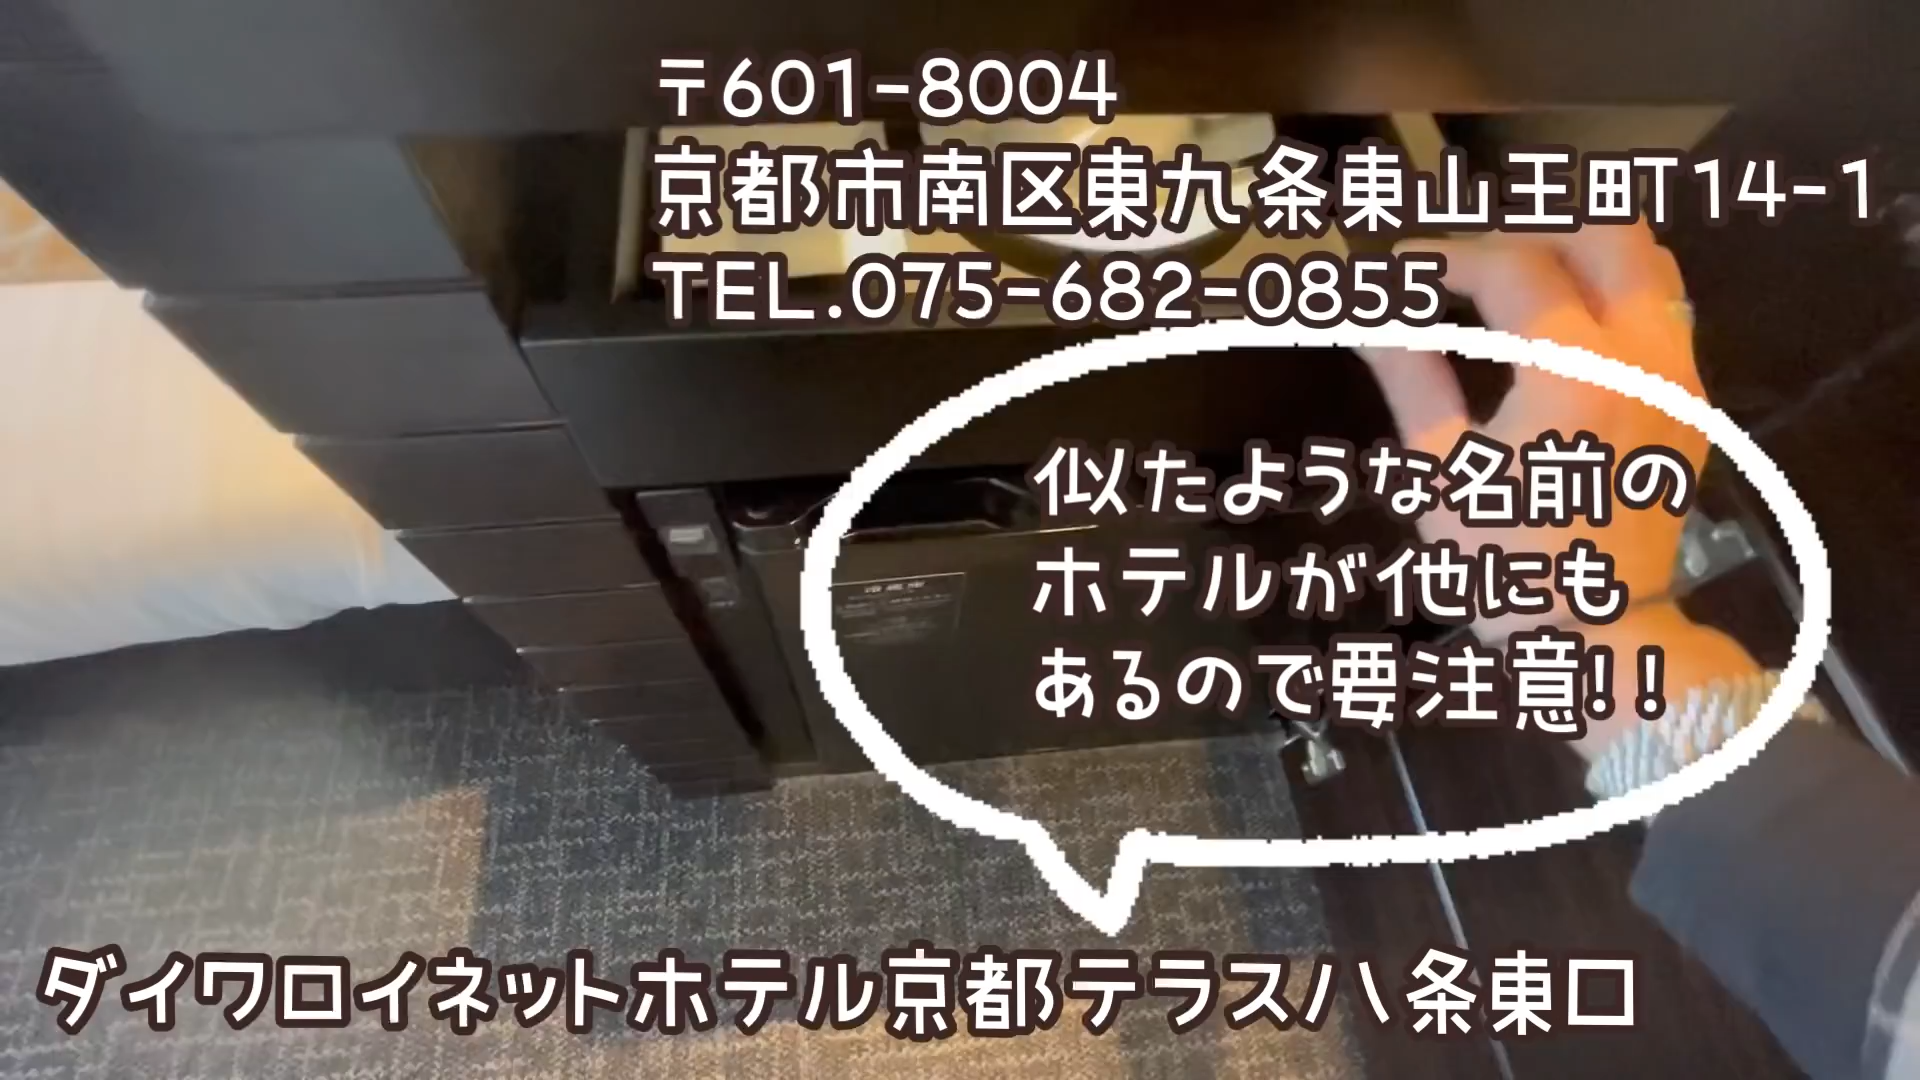 〒601-8004
京都市南区東九条東山王町14-1
TEL.075-682-0855
似たような名前の
ホテルが他にも
あるので要注意!!
ダイワロイネットホテル京都テラス八条東口